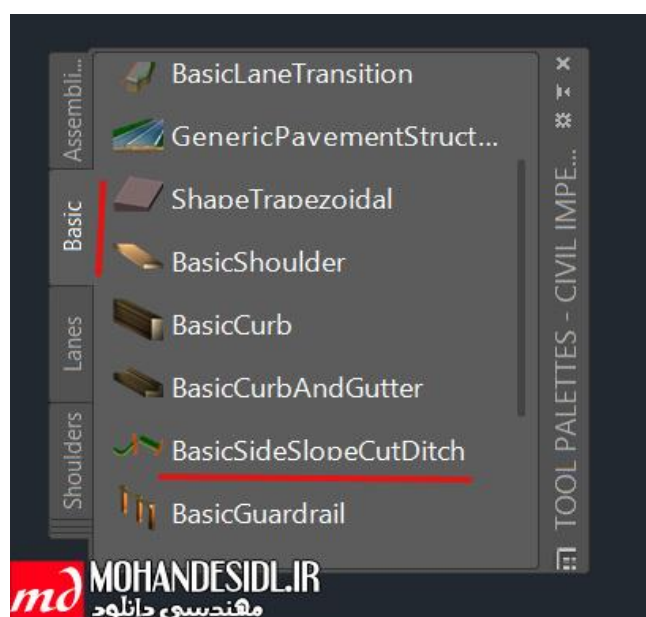 Assembli...
Basic
Lanes
Shoulders
BasicLaneTransition
GenericPavementStruct...
ShapeTrapezoidal
BasicShoulder
BasicCurb
BasicCurbAndGutter
BasicSideSlopeCutDitch
BasicGuardrail
TOOL PALETTES - CIVIL IMPE...
md
MOHANDESIDL.IR
مهندسی دانلود